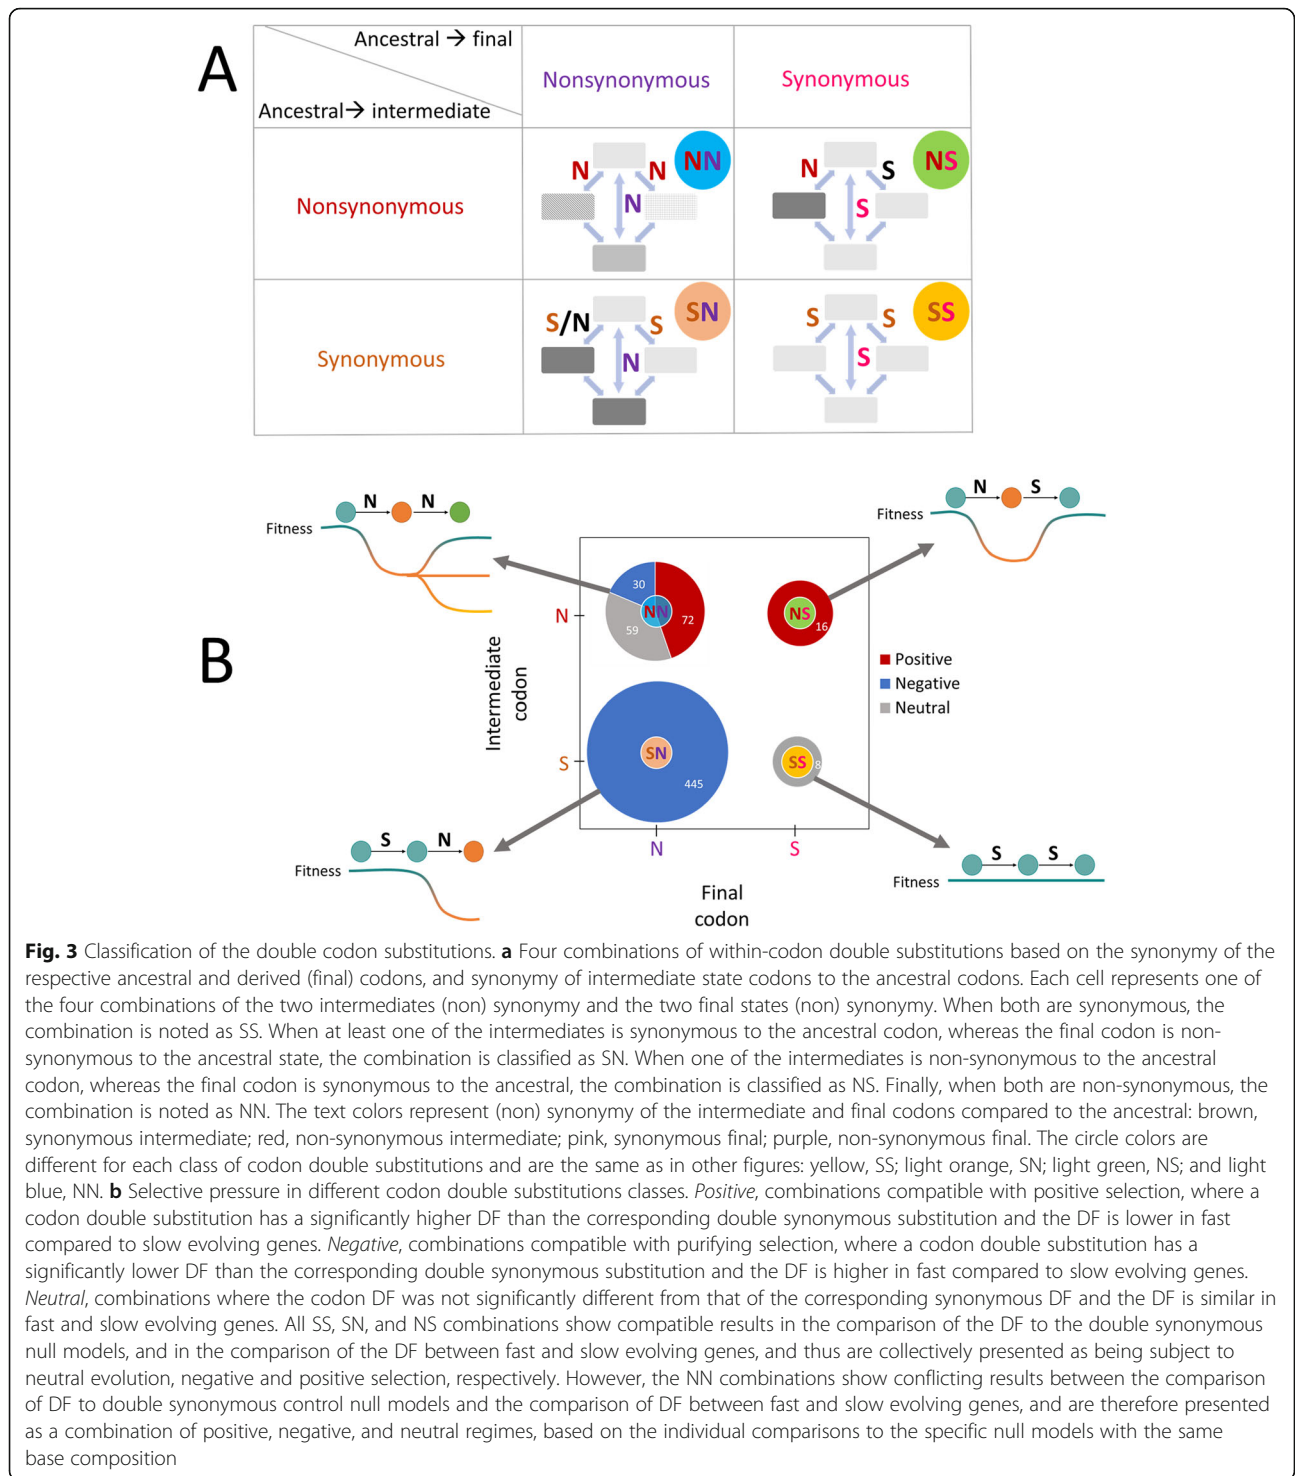 A
Ancestral → final
Ancestral→ intermediate
Nonsynonymous
Synonymous
Nonsynonymous
N
N
NN
N
N
S
NS
S
Synonymous
S/N
S
SN
N
S
S
SS
S
B
N
N
Fitness
N
S
Fitness
Intermediate
codon
N
S
30
NN
72
59
NS
16
Positive
Negative
Neutral
SN
445
SS
8
N
S
Final
codon
S
N
Fitness
S
S
Fitness
Fig. 3 Classification of the double codon substitutions. a Four combinations of within-codon double substitutions based on the synonymy of the
respective ancestral and derived (final) codons, and synonymy of intermediate state codons to the ancestral codons. Each cell represents one of
the four combinations of the two intermediates (non) synonymy and the two final states (non) synonymy. When both are synonymous, the
combination is noted as SS. When at least one of the intermediates is synonymous to the ancestral codon, whereas the final codon is non-
synonymous to the ancestral state, the combination is classified as SN. When one of the intermediates is non-synonymous to the ancestral
codon, whereas the final codon is synonymous to the ancestral, the combination is classified as NS. Finally, when both are non-synonymous, the
combination is noted as NN. The text colors represent (non) synonymy of the intermediate and final codons compared to the ancestral: brown,
synonymous intermediate; red, non-synonymous intermediate; pink, synonymous final; purple, non-synonymous final. The circle colors are
different for each class of codon double substitutions and are the same as in other figures: yellow, SS; light orange, SN; light green, NS; and light
blue, NN. b Selective pressure in different codon double substitutions classes. Positive, combinations compatible with positive selection, where a
codon double substitution has a significantly higher DF than the corresponding double synonymous substitution and the DF is lower in fast
compared to slow evolving genes. Negative, combinations compatible with purifying selection, where a codon double substitution has a
significantly lower DF than the corresponding double synonymous substitution and the DF is higher in fast compared to slow evolving genes.
Neutral, combinations where the codon DF was not significantly different from that of the corresponding synonymous DF and the DF is similar in
fast and slow evolving genes. All SS, SN, and NS combinations show compatible results in the comparison of the DF to the double synonymous
null models, and in the comparison of the DF between fast and slow evolving genes, and thus are collectively presented as being subject to
neutral evolution, negative and positive selection, respectively. However, the NN combinations show conflicting results between the comparison
of DF to double synonymous control null models and the comparison of DF between fast and slow evolving genes, and are therefore presented
as a combination of positive, negative, and neutral regimes, based on the individual comparisons to the specific null models with the same
base composition